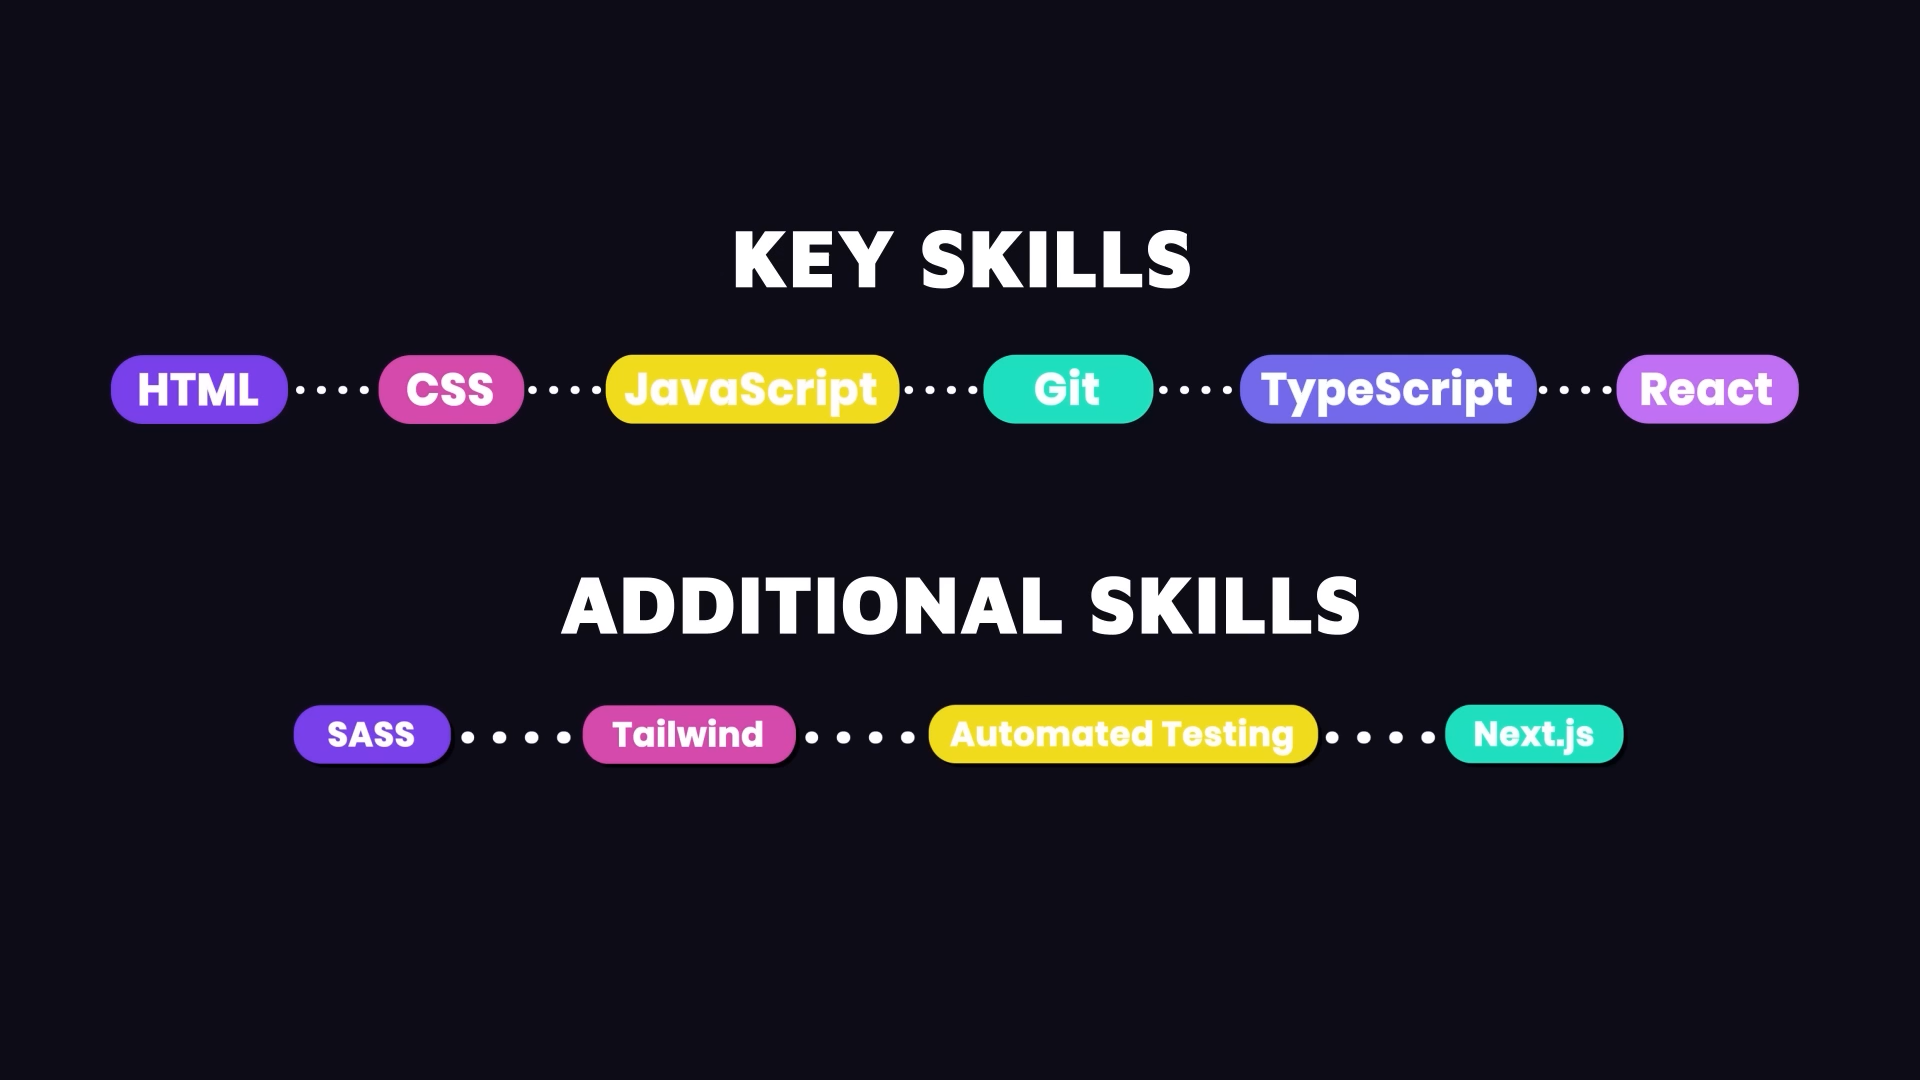 KEY SKILLS
HTML CSS JavaScript Git TypeScript React
ADDITIONAL SKILLS
SASS Tailwind Automated Testing Next.js